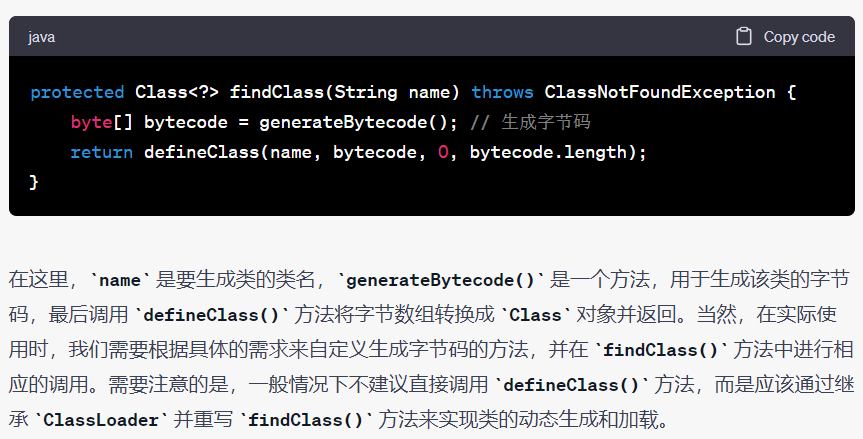 java Copy code
protected Class<?> findClass(String name) throws ClassNotFoundException {
    byte[] bytecode = generateBytecode(); // 生成字节码
    return defineClass(name, bytecode, 0, bytecode.length);
}
在这里，`name`是要生成类的类名，`generateBytecode()`是一个方法，用于生成该类的字节
码，最后调用`defineClass()`方法将字节数组转换成`Class`对象并返回。当然，在实际使
用时，我们需要根据具体的需求来自定义生成字节码的方法，并在`findClass()`方法中进行相
应的调用。需要注意的是，一般情况下不建议直接调用`defineClass()`方法，而是应该通过继
承`ClassLoader`并重写`findClass()`方法来实现类的动态生成和加载。